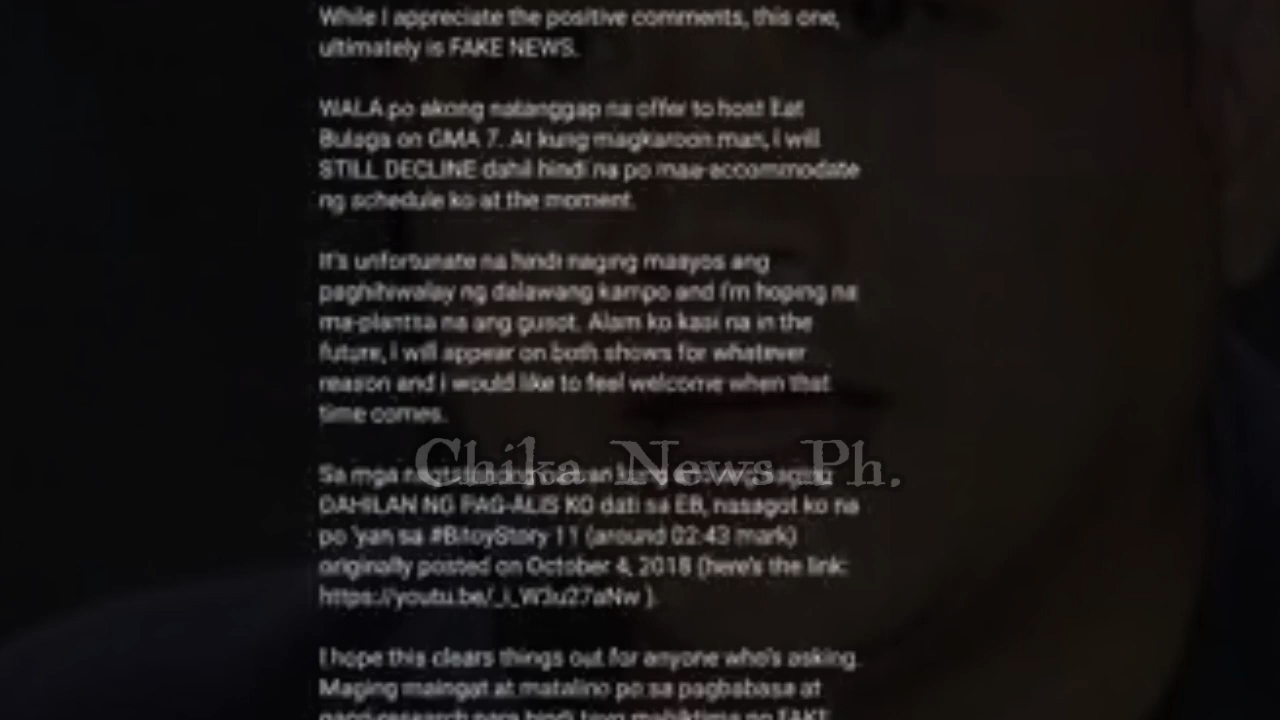 While I appreciate the positive comments, this one,
ultimately is FAKE NEWS.
WALA po akong natanggap na offer to host Eat
Bulaga on GMA 7. At kung magkaroon man, I will
STILL DECLINE dahil hindi na po maa-accommodate
ng schedule ko at the moment.
It's unfortunate na hindi naging maayos ang
paghihiwalay ng dalawang kampo and I'm hoping na
ma-plantsa na ang gusot. Alam ko kasi na in the
future, I will appear on both shows for whatever
reason and I would like to feel welcome when that
time comes.
Chika News Ph.
Sa mga
DAHILAN NG PAG-ALIS KO dati sa EB, nasagot ko na
po 'yan sa #BitoyStory 11 (around 02:43 mark)
originally posted on October 4, 2018 (here's the link:
https://youtu.be/_i_W3u27aNw ).
I hope this clears things out for anyone who's asking.
Maging maingat at matalino po sa pagbabasa at